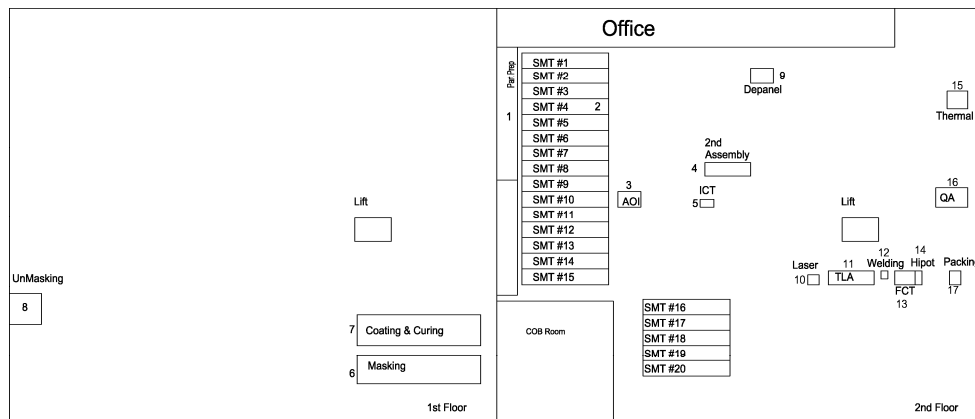 Office
Par Prep
1
SMT #1
SMT #2
SMT #3
SMT #4 2
SMT #5
SMT #6
SMT #7
SMT #8
SMT #9
SMT #10
SMT #11
SMT #12
SMT #13
SMT #14
SMT #15
9
Depanel
15
Thermal
2nd
Assembly
4
3
AOI
ICT
5
16
QA
Lift
Lift
UnMasking
8
Laser
10
11
TLA
12
Welding
14
Hipot
FCT
13
Packing
17
7 Coating & Curing
6 Masking
COB Room
SMT #16
SMT #17
SMT #18
SMT #19
SMT #20
1st Floor
2nd Floor